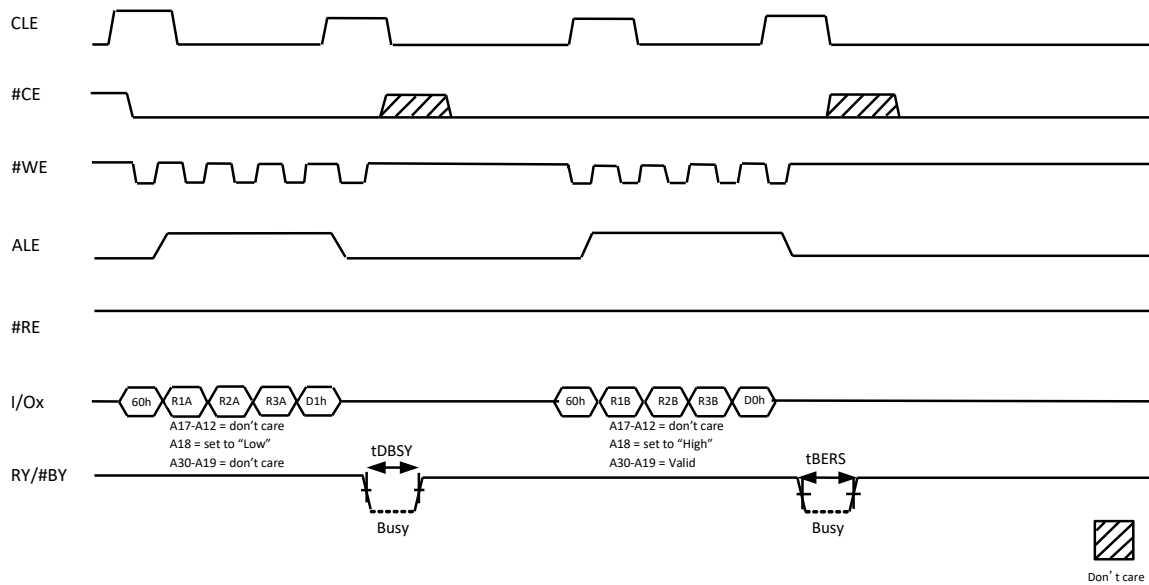 CLE
#CE
#WE
ALE
#RE
I/Ox
60h R1A R2A R3A D1h 60h R1B R2B R3B D0h
A17-A12 = don't care
A18 = set to "Low"
A30-A19 = don't care
A17-A12 = don't care
A18 = set to "High"
A30-A19 = Valid
RY/#BY
tDBSY
Busy
tBERS
Busy
Don't care